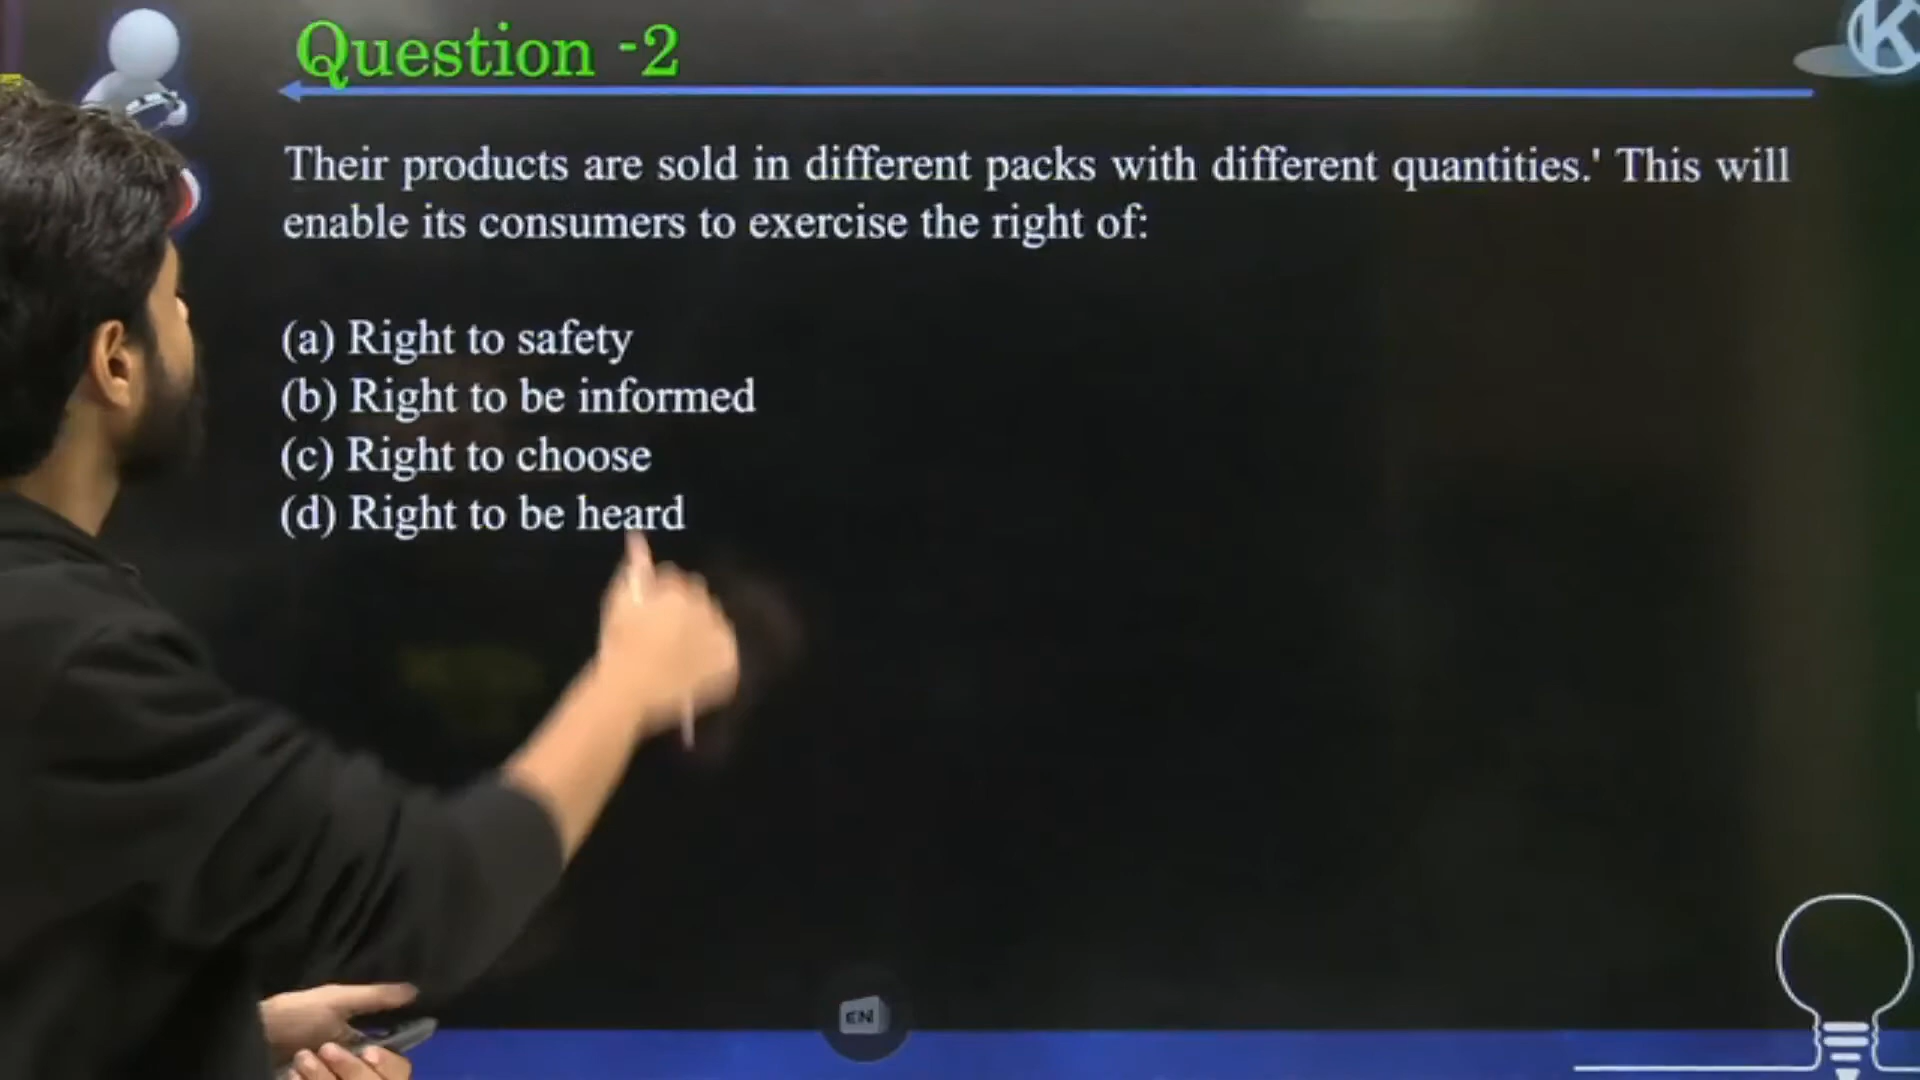 Question -2
K
Their products are sold in different packs with different quantities.' This will
enable its consumers to exercise the right of:
(a) Right to safety
(b) Right to be informed
(c) Right to choose
(d) Right to be heard
EN